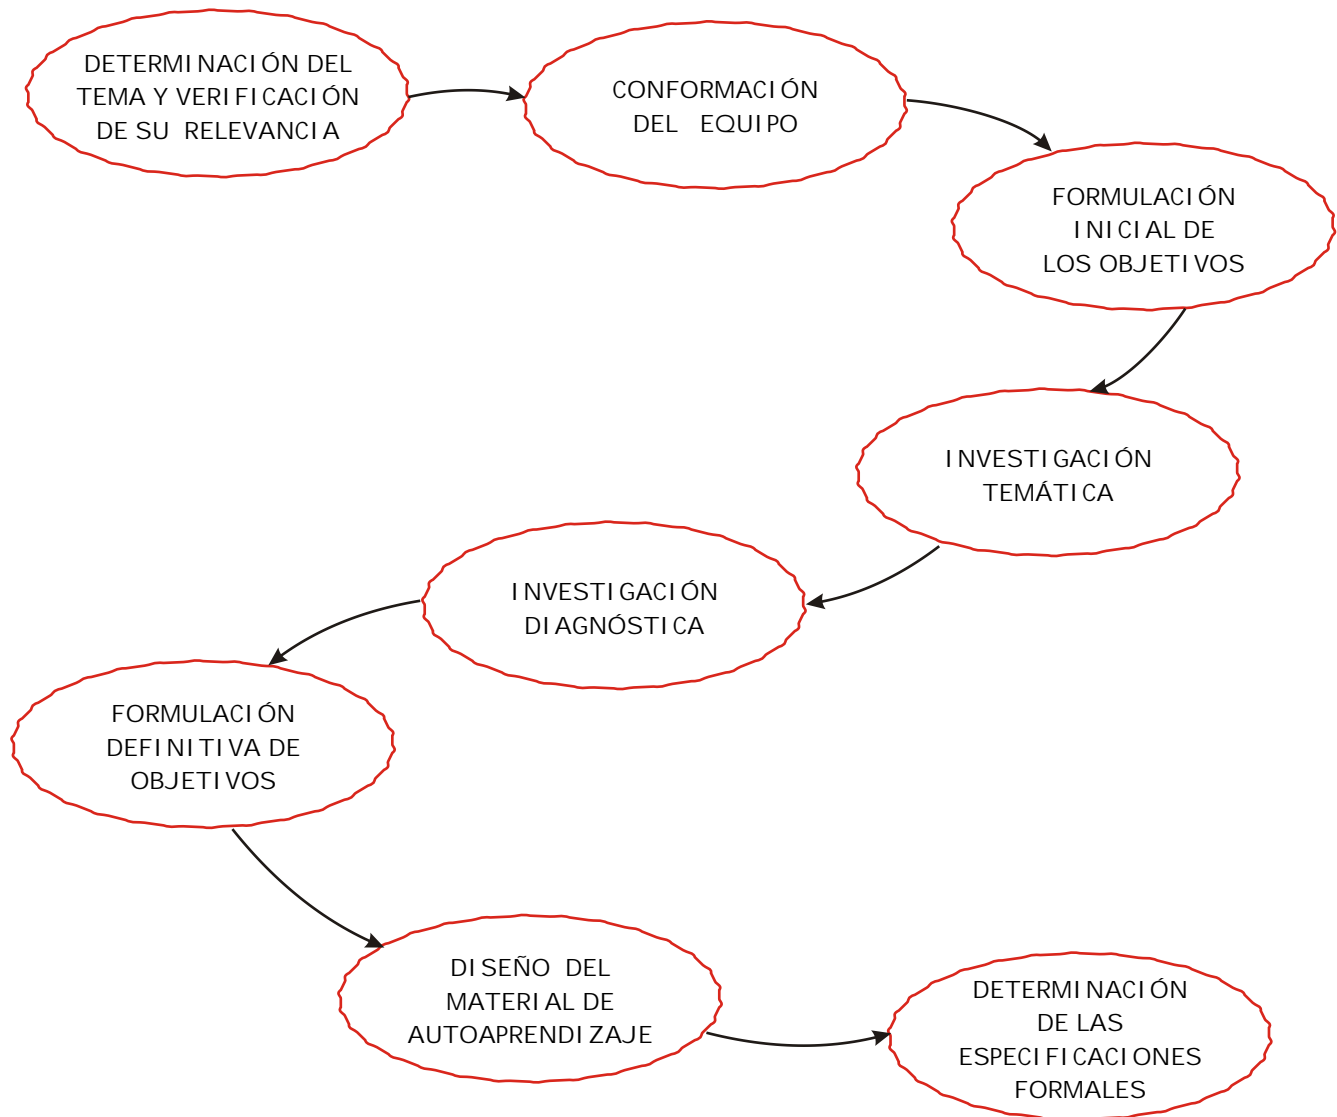 DETERMINACIÓN DEL
TEMA Y VERIFICACIÓN
DE SU RELEVANCIA
CONFORMACIÓN
DEL EQUIPO
FORMULACIÓN
INICIAL DE
LOS OBJETIVOS
INVESTIGACIÓN
TEMÁTICA
INVESTIGACIÓN
DIAGNÓSTICA
FORMULACIÓN
DEFINITIVA DE
OBJETIVOS
DISEÑO DEL
MATERIAL DE
AUTOAPRENDIZAJE
DETERMINACIÓN
DE LAS
ESPECIFICACIONES
FORMALES